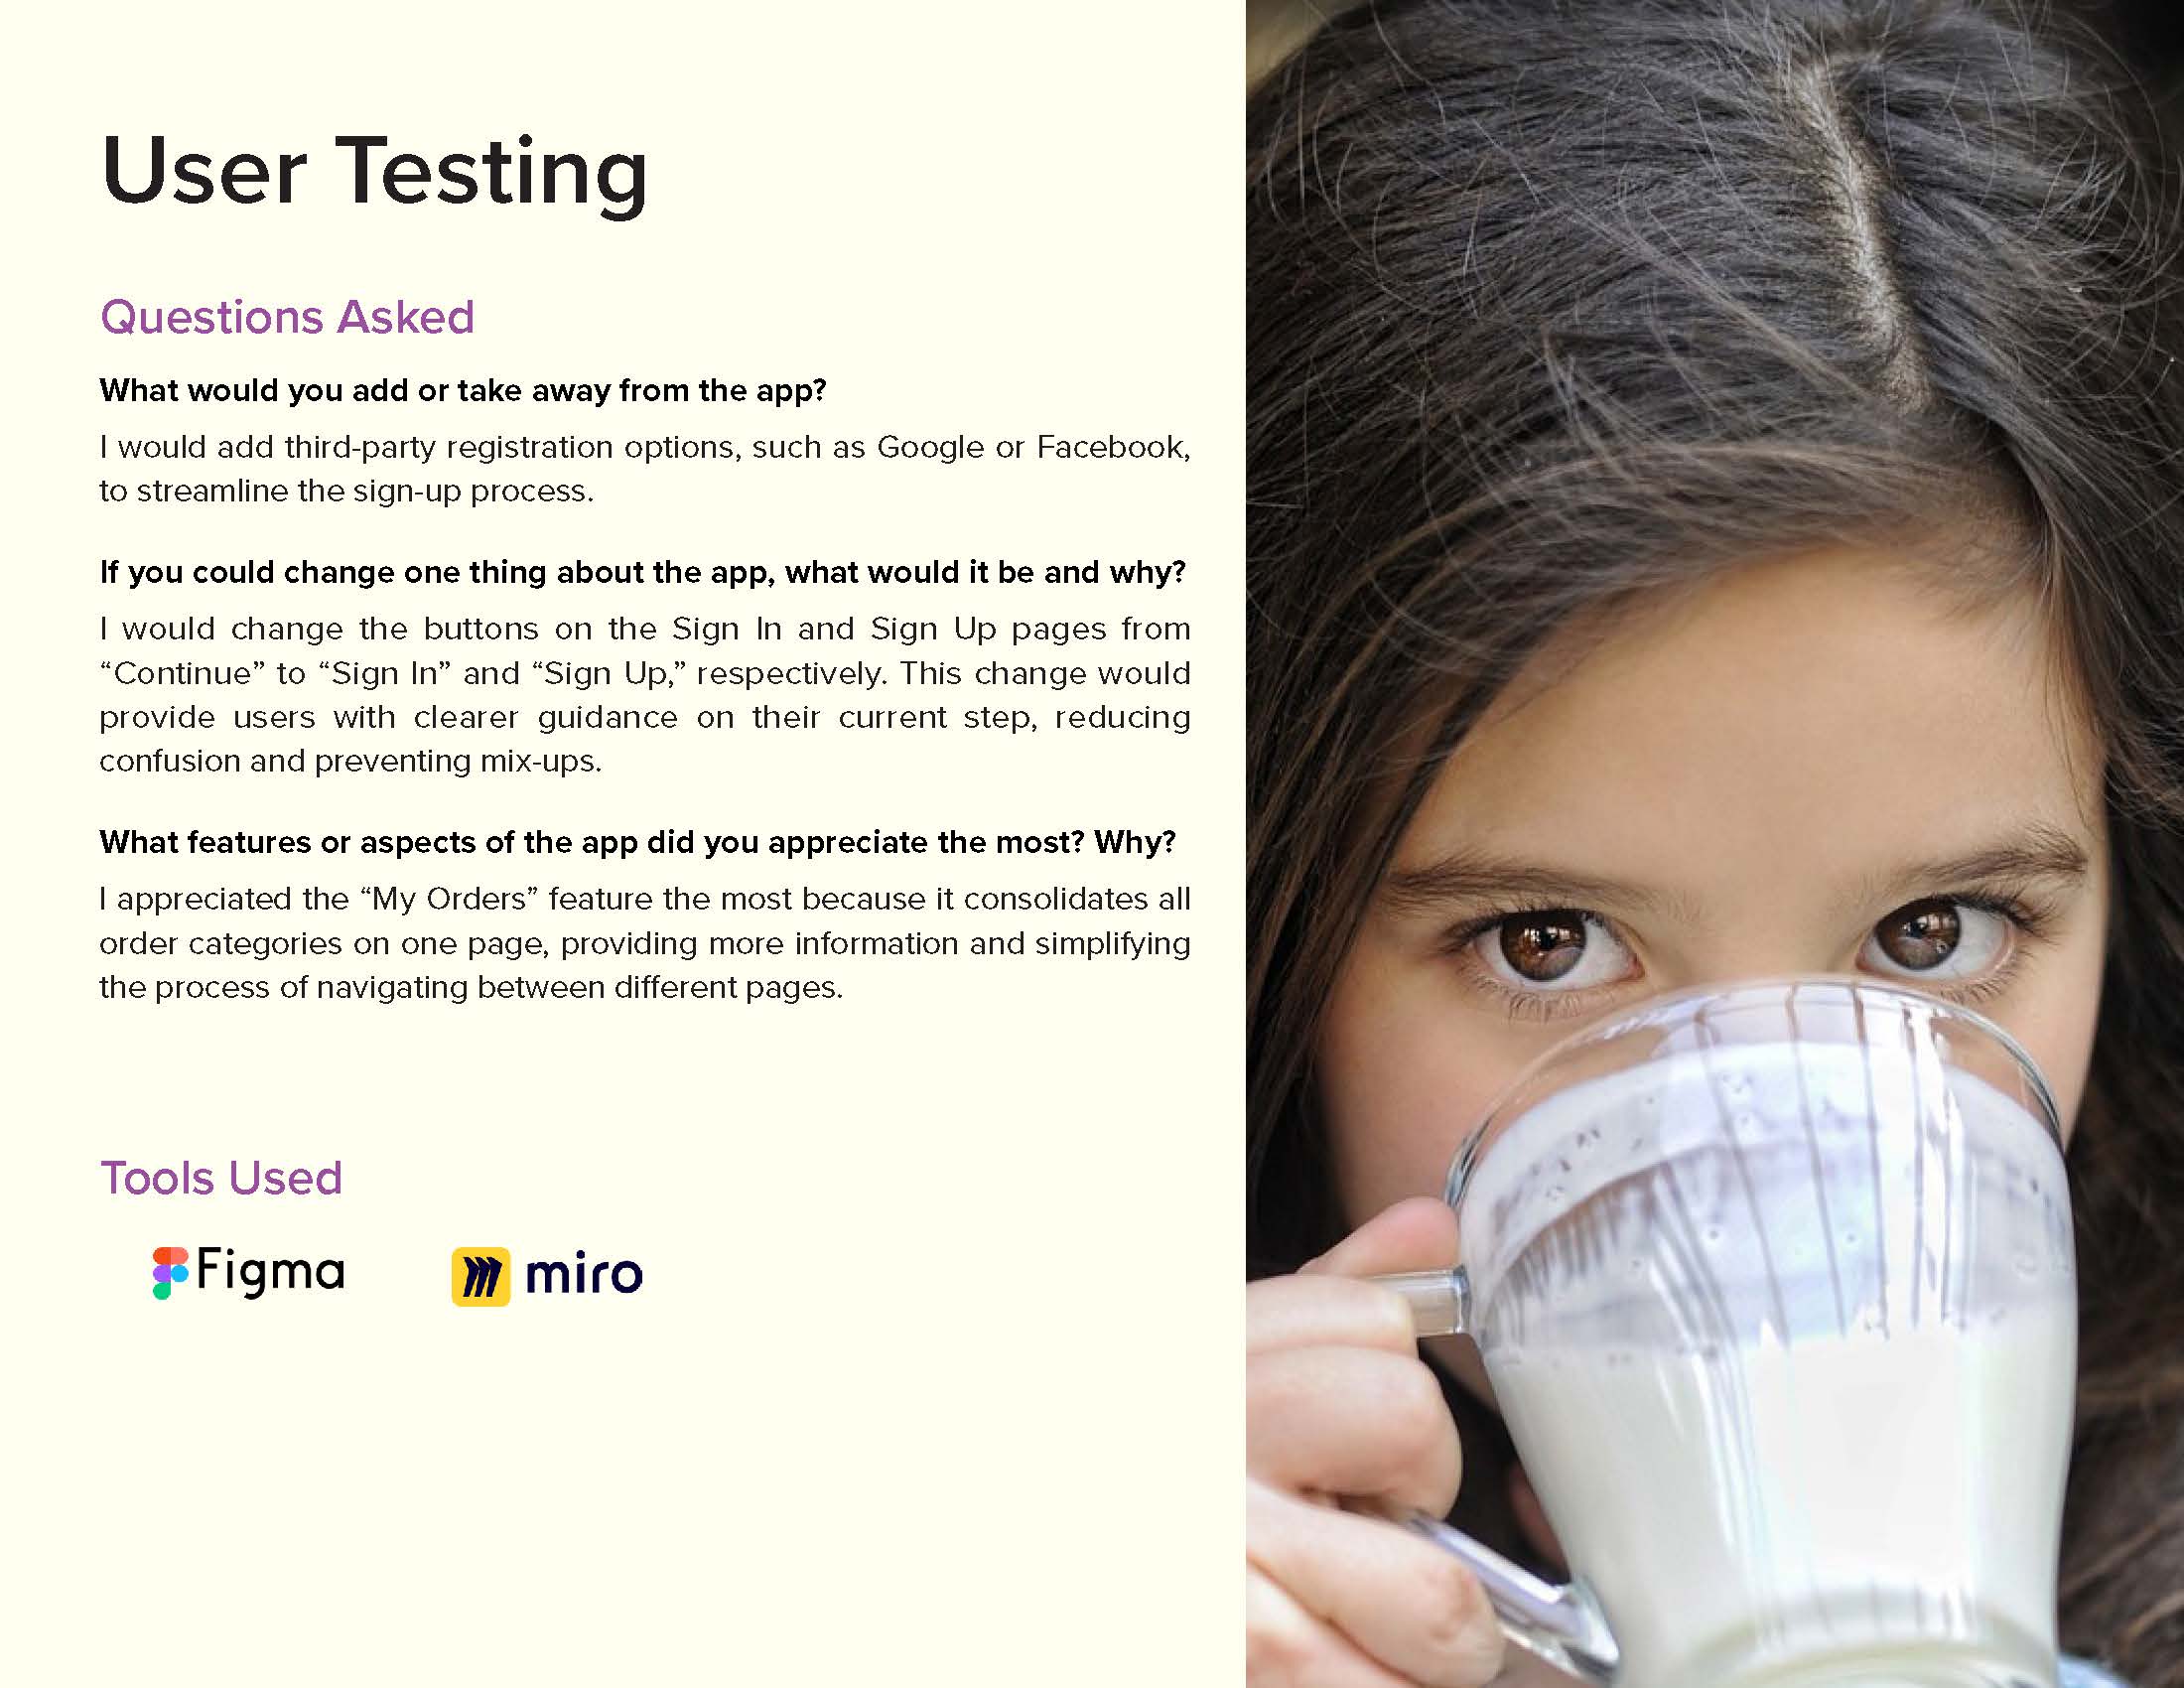 User Testing
Questions Asked
What would you add or take away from the app?
I would add third-party registration options, such as Google or Facebook,
to streamline the sign-up process.
If you could change one thing about the app, what would it be and why?
I would change the buttons on the Sign In and Sign Up pages from
“Continue” to “Sign In” and “Sign Up,” respectively. This change would
provide users with clearer guidance on their current step, reducing
confusion and preventing mix-ups.
What features or aspects of the app did you appreciate the most? Why?
I appreciated the “My Orders” feature the most because it consolidates all
order categories on one page, providing more information and simplifying
the process of navigating between different pages.
Tools Used
Figma
miro